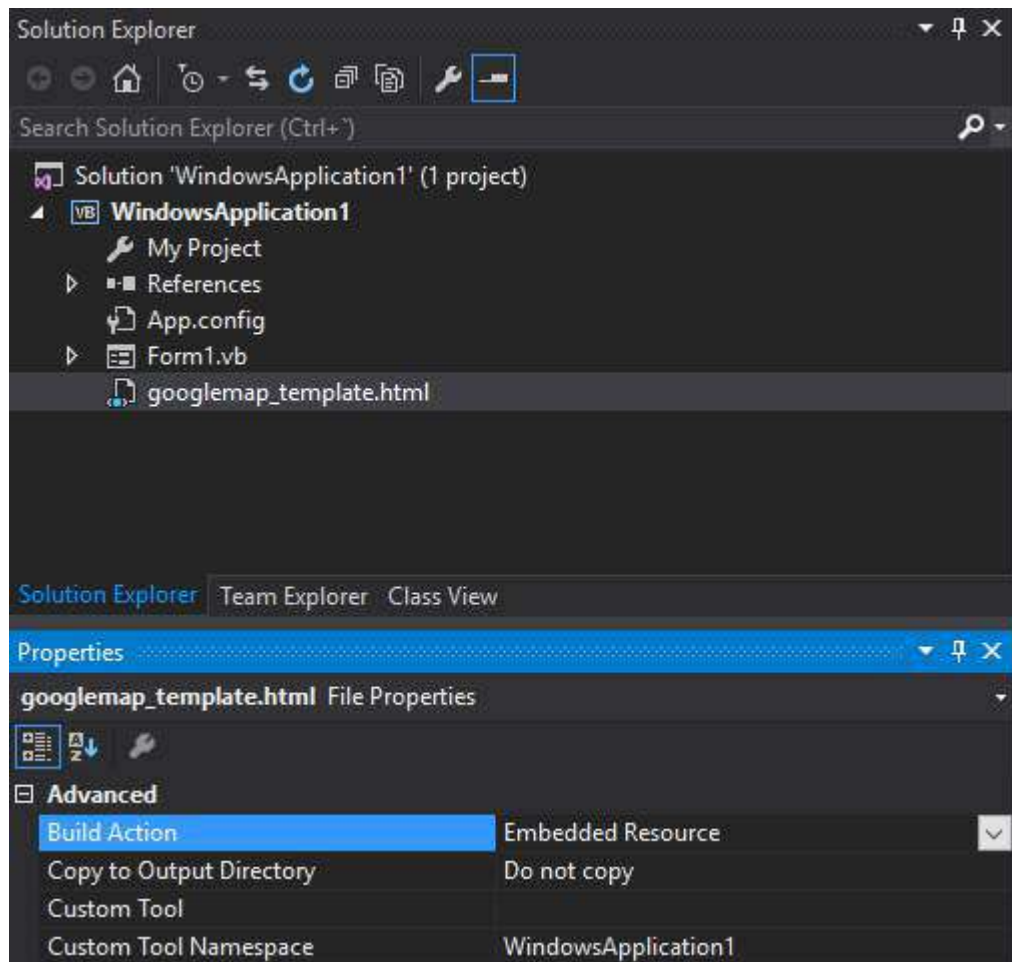 Solution Explorer
Search Solution Explorer (Ctrl+`)
Solution 'WindowsApplication1' (1 project)
VB WindowsApplication1
My Project
References
App.config
Form1.vb
googlemap_template.html
Solution Explorer Team Explorer Class View
Properties
googlemap_template.html File Properties
Advanced
Build Action Embedded Resource
Copy to Output Directory Do not copy
Custom Tool
Custom Tool Namespace WindowsApplication1